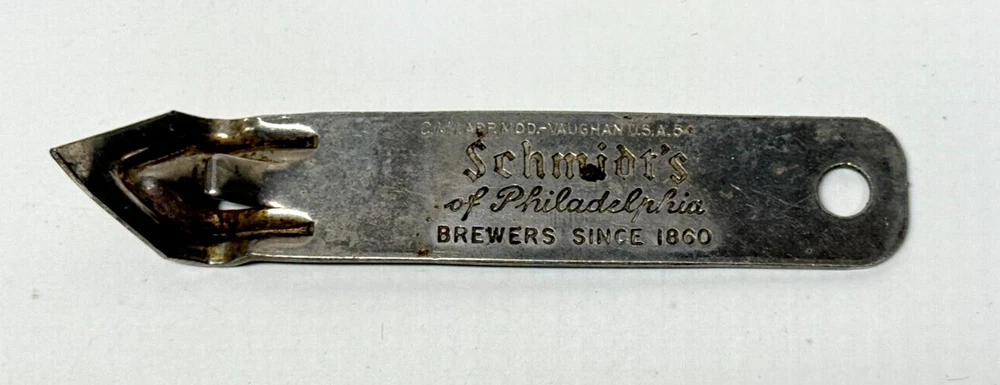 VAUGHAN U.S.A.
Schmidt's
of Philadelphia
BREWERS SINCE 1860